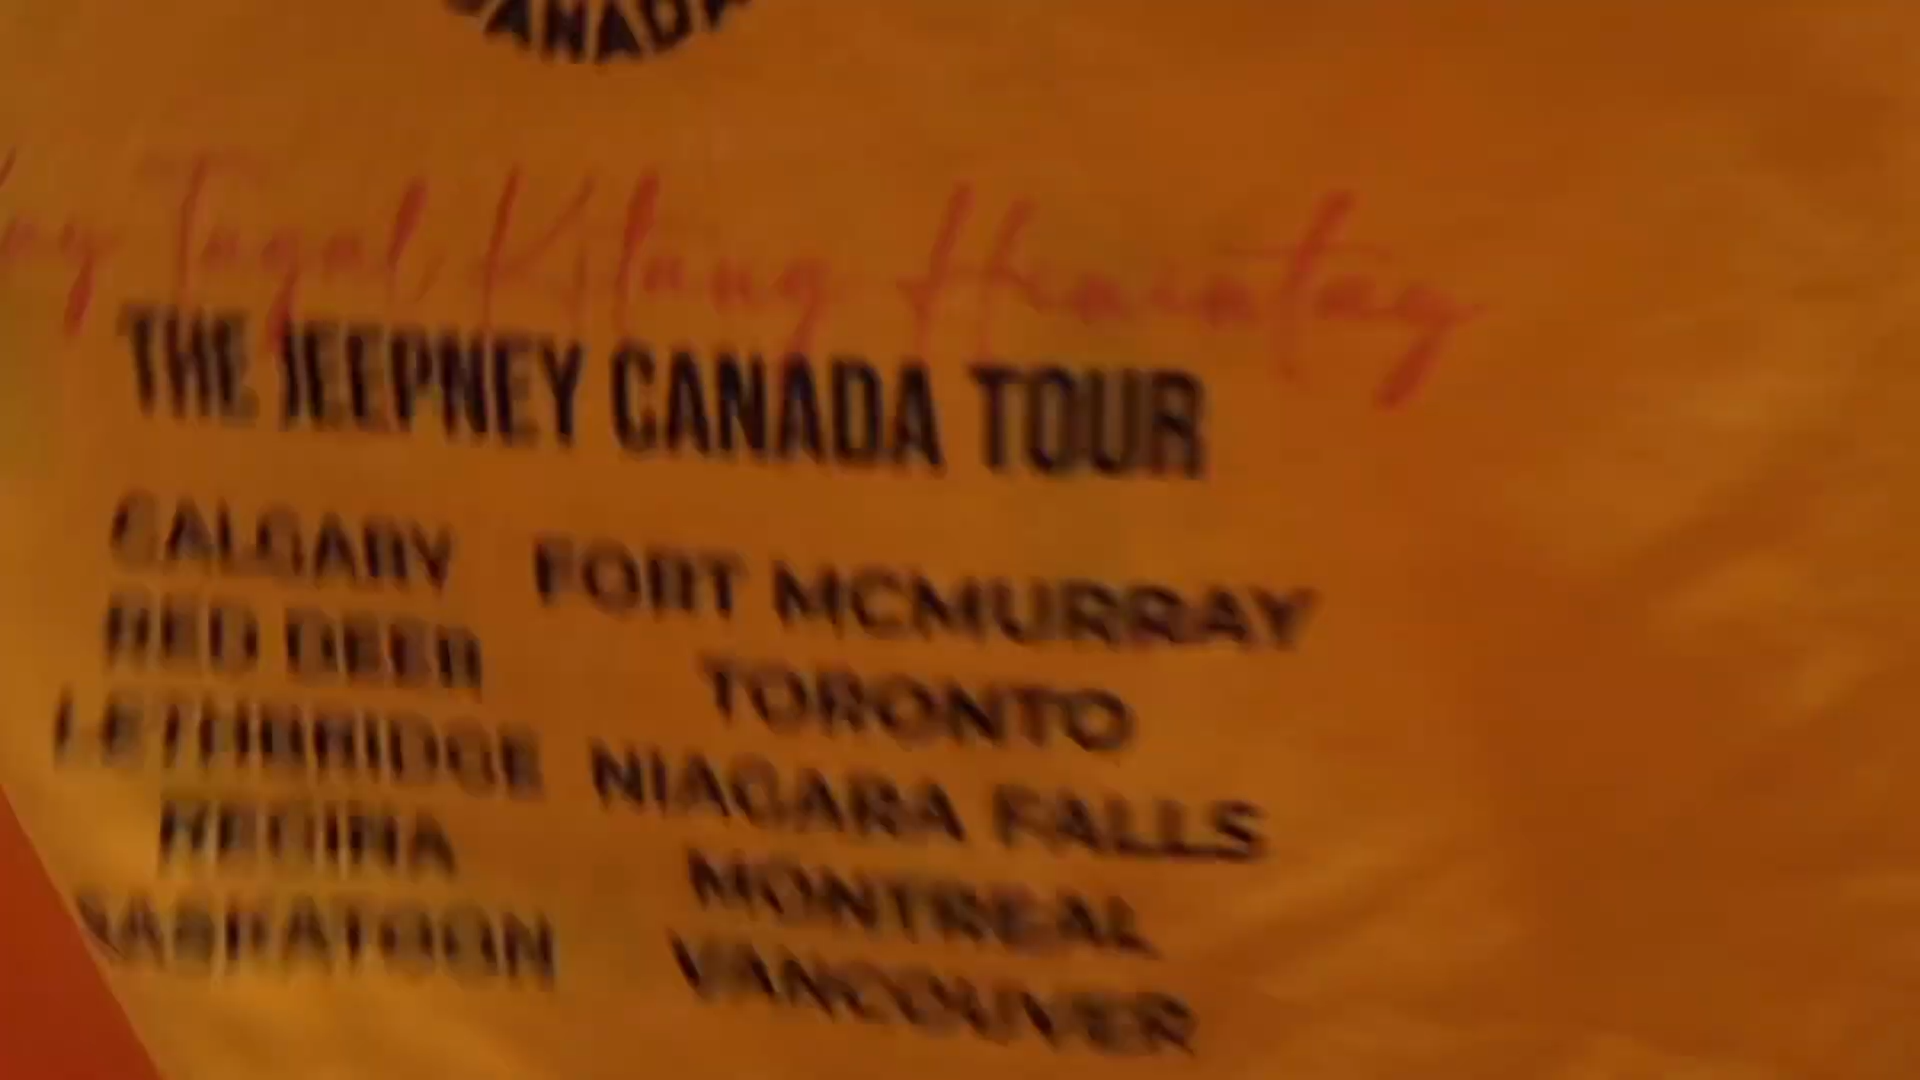 THE JEEPNEY CANADA TOUR
CALGARY
RED DEER
LETHBRIDGE
REGINA
SASKATOON
FORT MCMURRAY
TORONTO
NIAGARA FALLS
MONTREAL
VANCOUVER